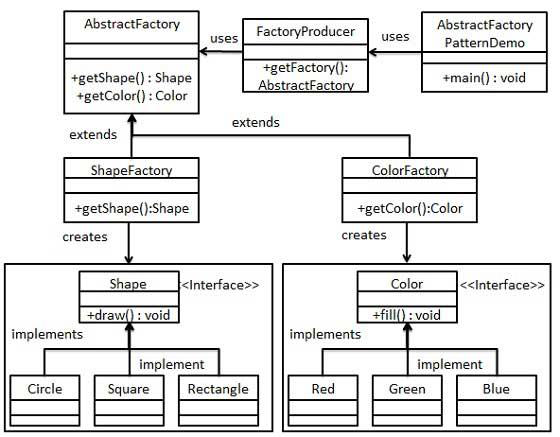 AbstractFactory
+getShape() : Shape
+getColor() : Color
uses
FactoryProducer
+getFactory():
AbstractFactory
uses
AbstractFactory
PatternDemo
+main() : void
extends
extends
ShapeFactory
+getShape():Shape
ColorFactory
+getColor():Color
creates
creates
Shape
<<Interface>>
+draw() : void
implements
implement
Circle
Square
Rectangle
Color
<<Interface>>
+fill() : void
implements
implement
Red
Green
Blue